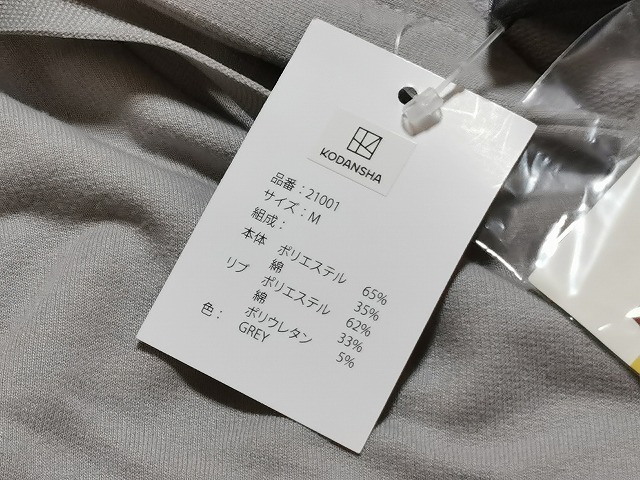 KODANSHA
品番：21001
サイズ：M
組成：
本体 ポリエステル 65%
綿 35%
リブ ポリエステル 62%
綿 33%
ポリウレタン 5%
色： GREY